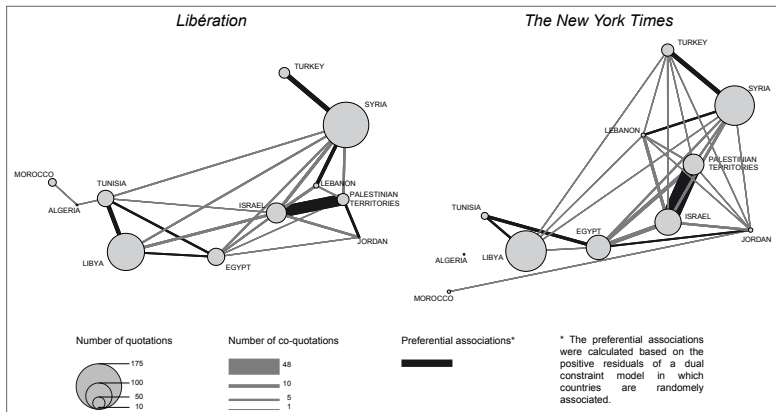 Libération
The New York Times
TURKEY
SYRIA
MOROCCO
TUNISIA
ALGERIA
LEBANON
ISRAEL
PALESTINIAN
TERRITORIES
JORDAN
LIBYA
EGYPT
TURKEY
SYRIA
LEBANON
PALESTINIAN
TERRITORIES
TUNISIA
ISRAEL
EGYPT
JORDAN
ALGERIA
LIBYA
MOROCCO
Number of quotations
175
100
50
10
Number of co-quotations
48
10
5
1
Preferential associations*
* The preferential associations
were calculated based on the
positive residuals of a dual
constraint model in which
countries are randomely
associated.